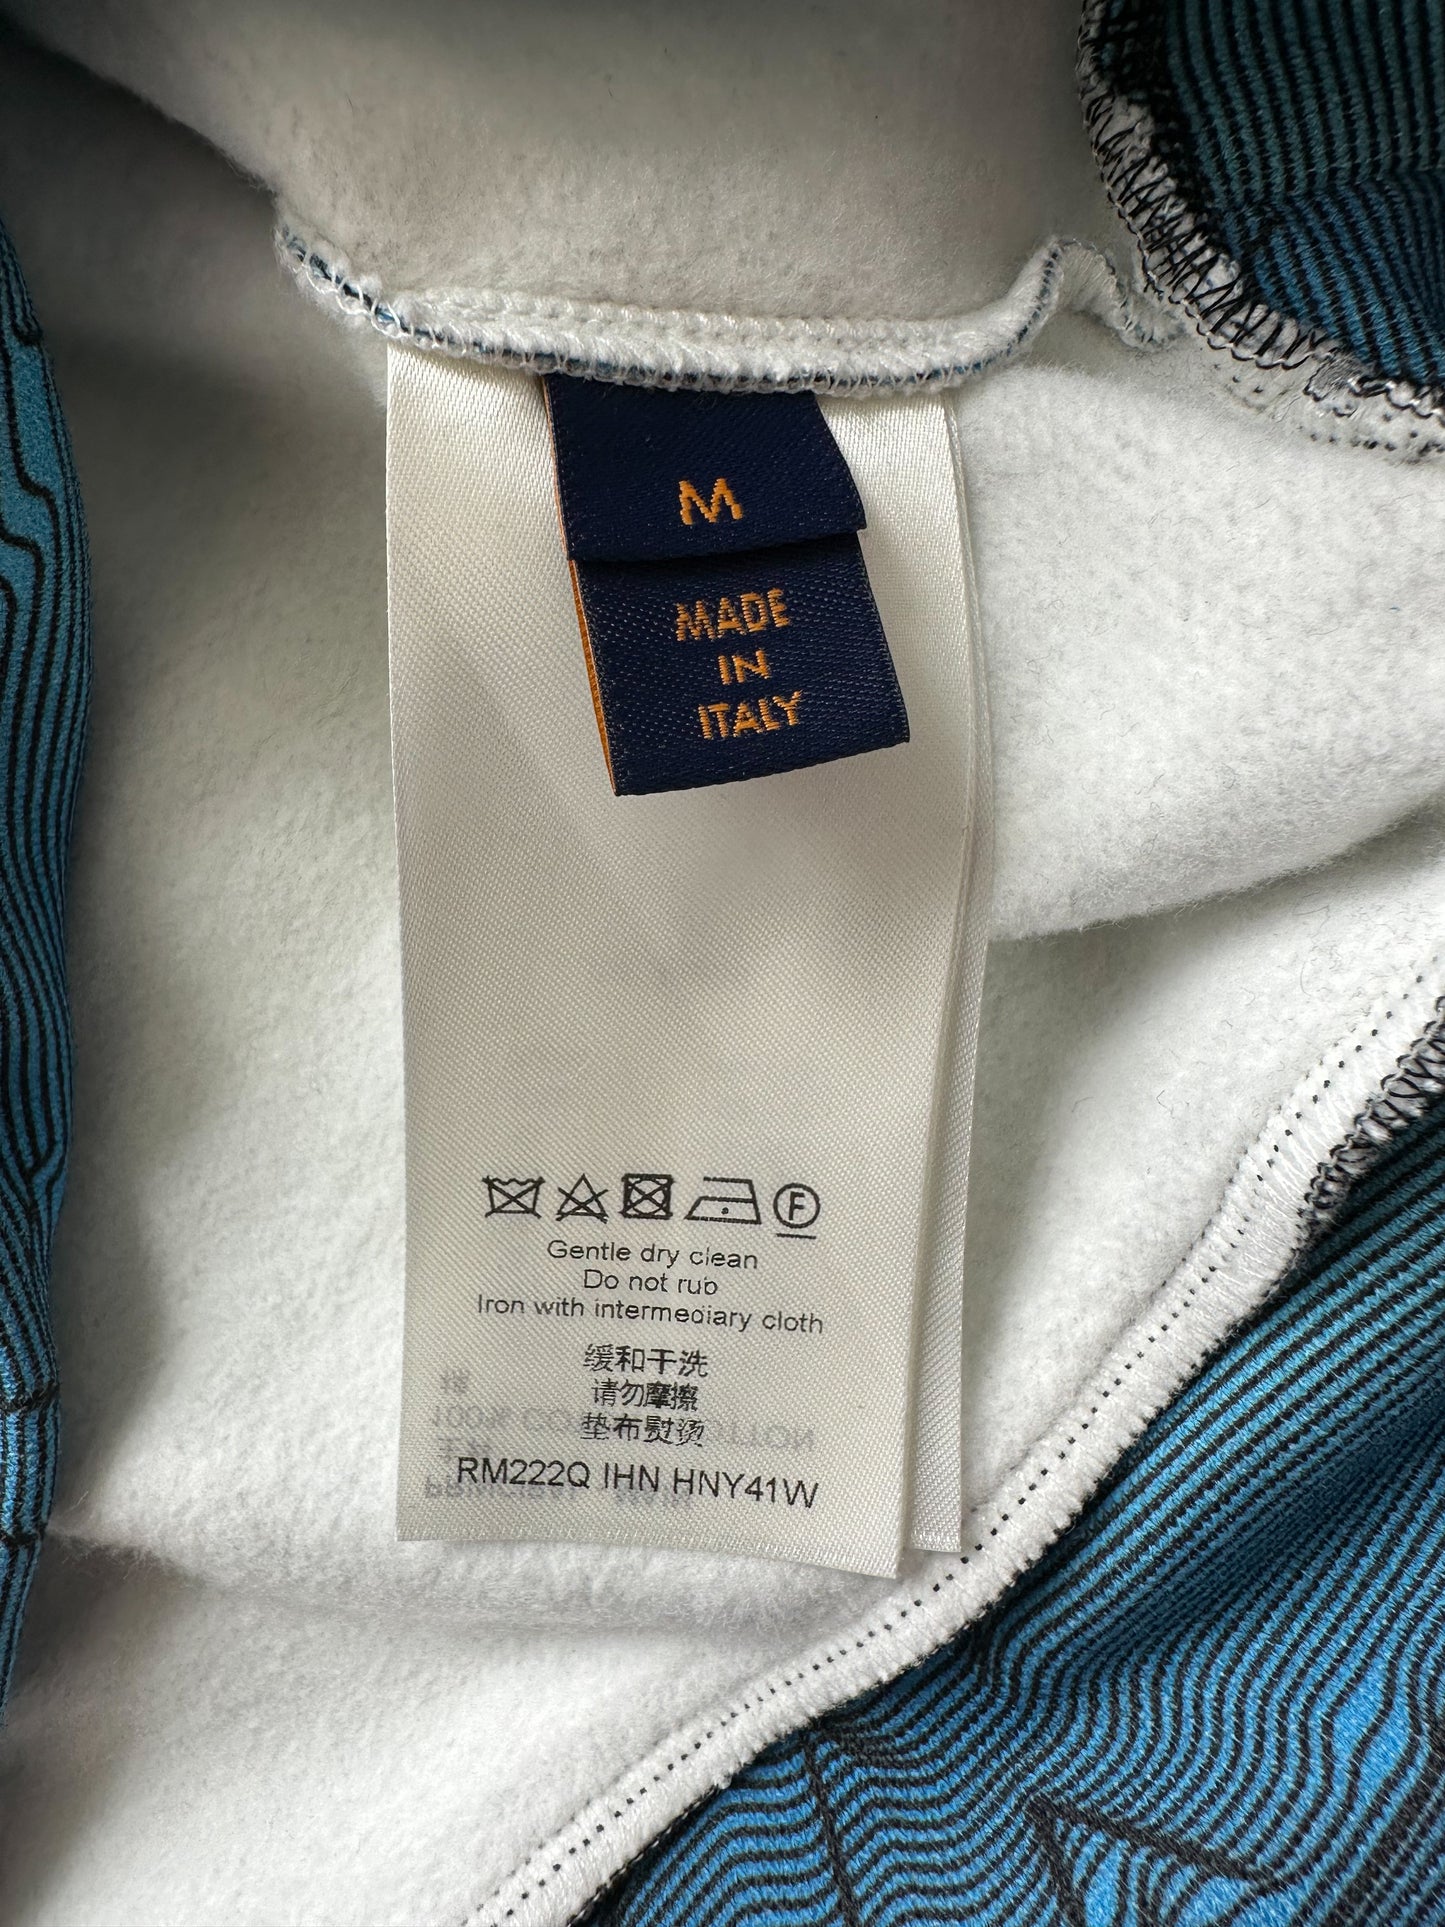 M
MADE
IN
ITALY
Gentle dry clean
Do not rub
Iron with intermediary cloth
缓和干洗
请勿摩擦
垫布熨烫
RM222Q IHN HNY41W